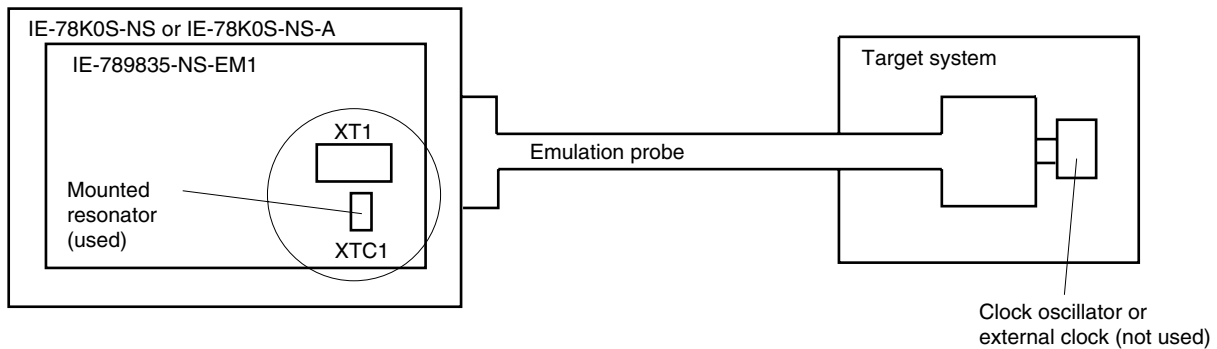 IE-78K0S-NS or IE-78K0S-NS-A
IE-789835-NS-EM1
Target system
XT1
Emulation probe
Mounted
resonator
(used)
XTC1
Clock oscillator or
external clock (not used)